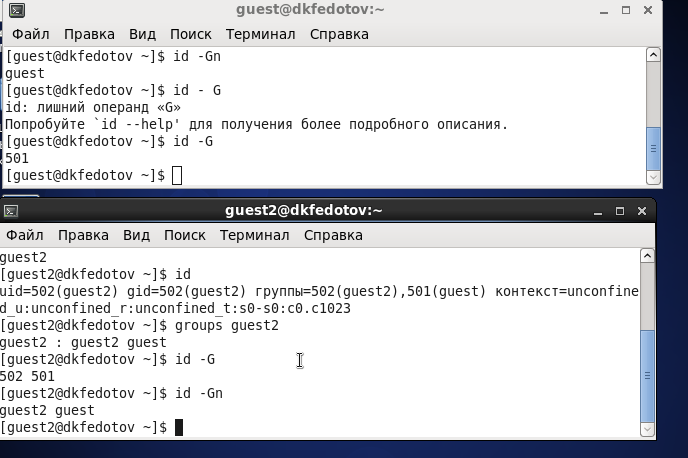 guest@dkfedotov:~
Файл Правка Вид Поиск Терминал Справка
[guest@dkfedotov ~]$ id -Gn
guest
[guest@dkfedotov ~]$ id - G
id: лишний операнд «G»
Попробуйте `id --help' для получения более подробного описания.
[guest@dkfedotov ~]$ id -G
501
[guest@dkfedotov ~]$
guest2@dkfedotov:~
Файл Правка Вид Поиск Терминал Справка
guest2
[guest2@dkfedotov ~]$ id
uid=502(guest2) gid=502(guest2) группы=502(guest2),501(guest) контекст=unconfine
d_u:unconfined_r:unconfined_t:s0-s0:c0.c1023
[guest2@dkfedotov ~]$ groups guest2
guest2 : guest2 guest
[guest2@dkfedotov ~]$ id -G
502 501
[guest2@dkfedotov ~]$ id -Gn
guest2 guest
[guest2@dkfedotov ~]$